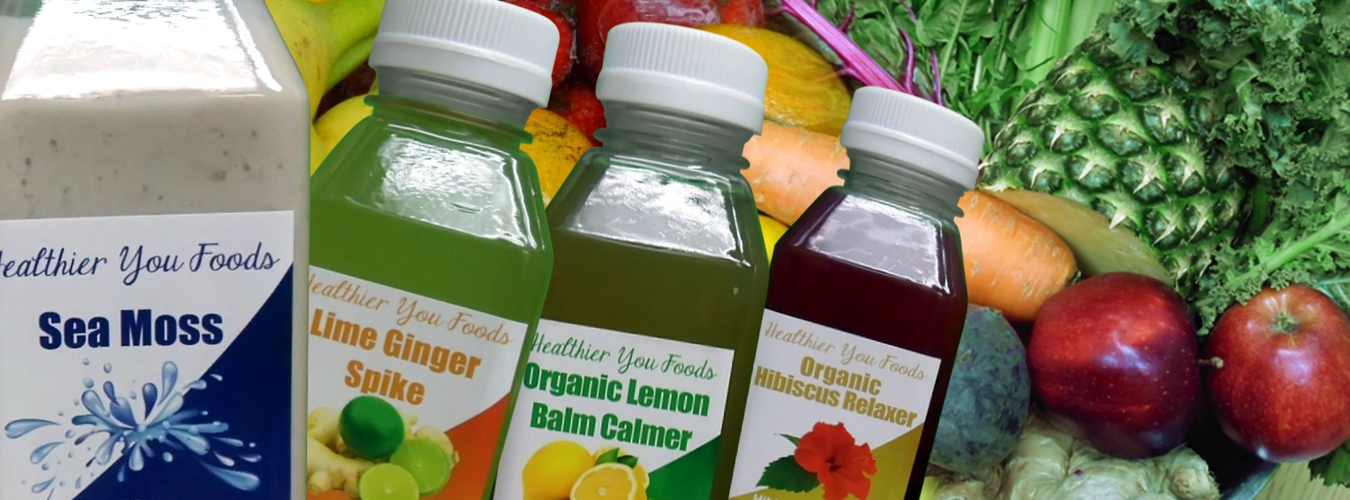 Healthier You Foods
Sea Moss
Healthier You Foods
Lime Ginger
Spike
Healthier You Foods
Organic Lemon
Balm Calmer
Healthier You Foods
Organic
Hibiscus Relaxer